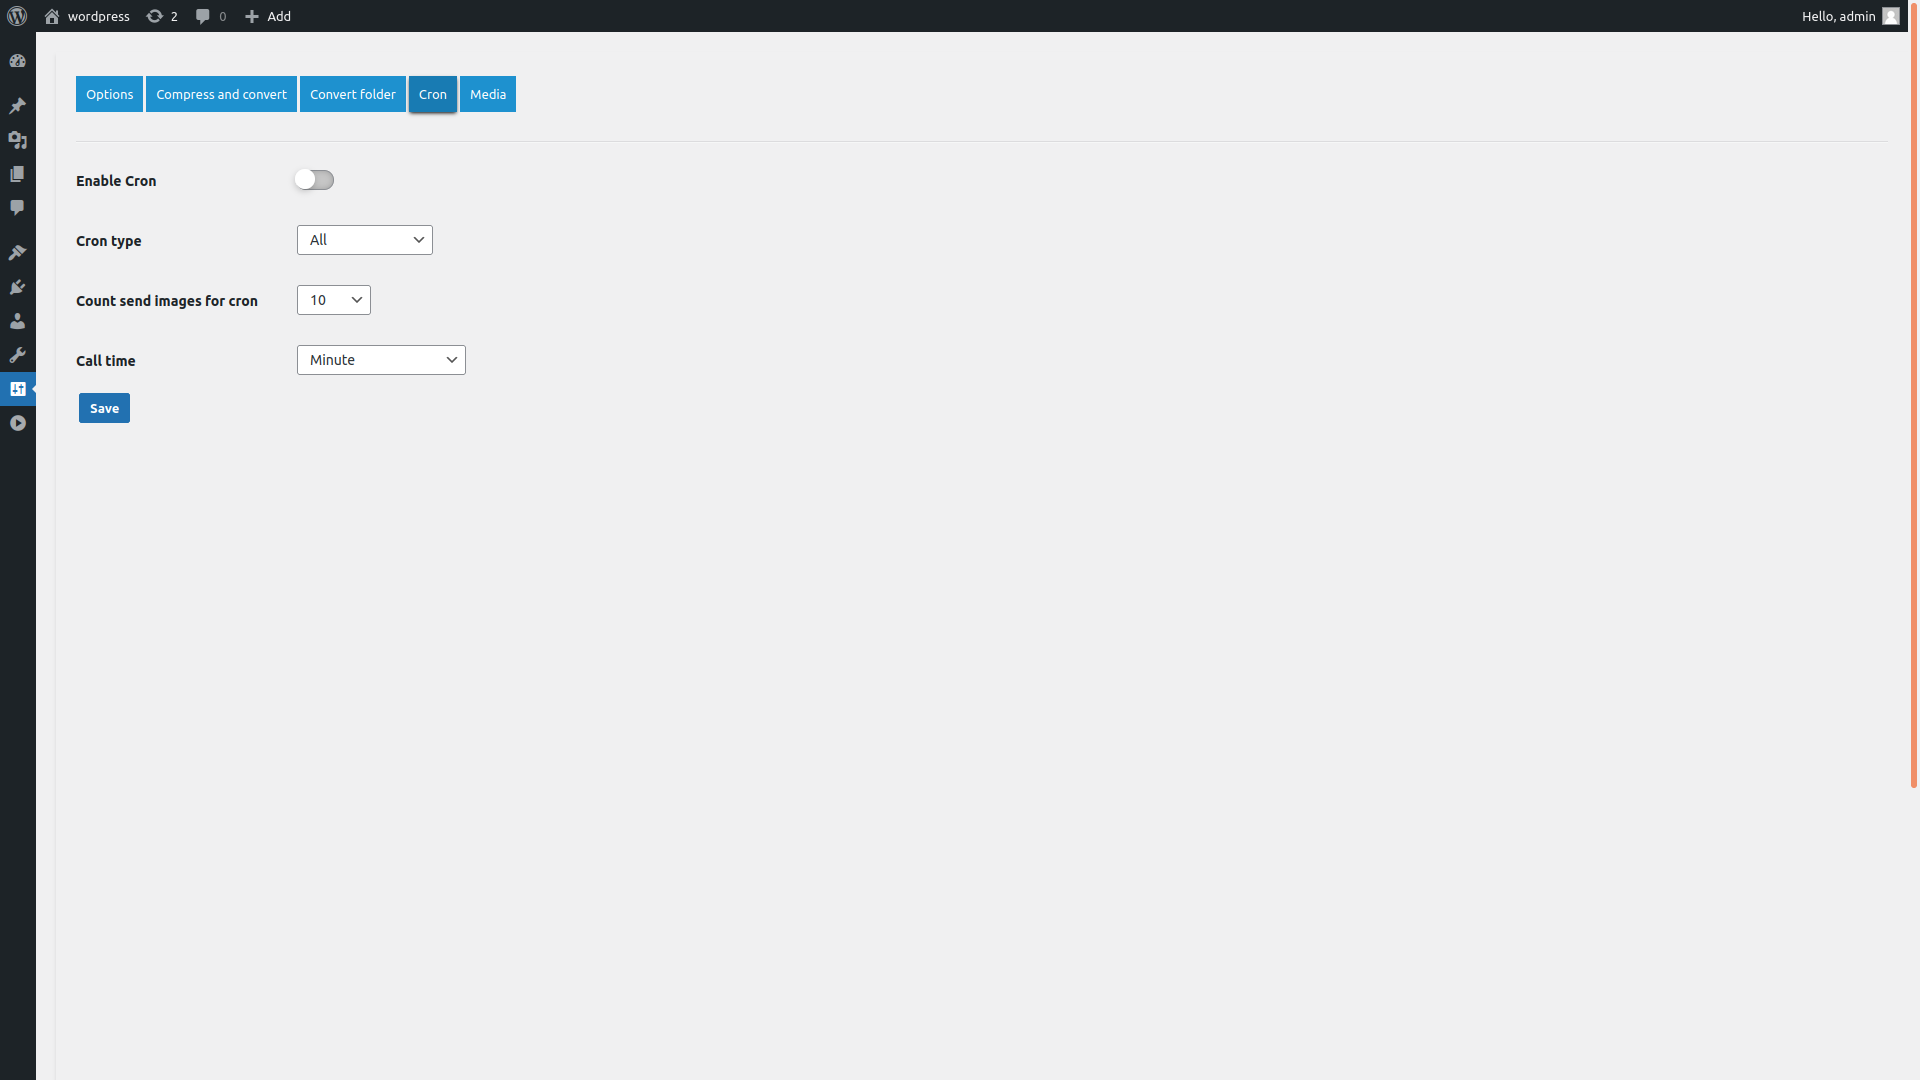 wordpress 2 0 Add Hello, admin
Options Compress and convert Convert folder Cron Media
Enable Cron
Cron type All
Count send images for cron 10
Call time Minute
Save